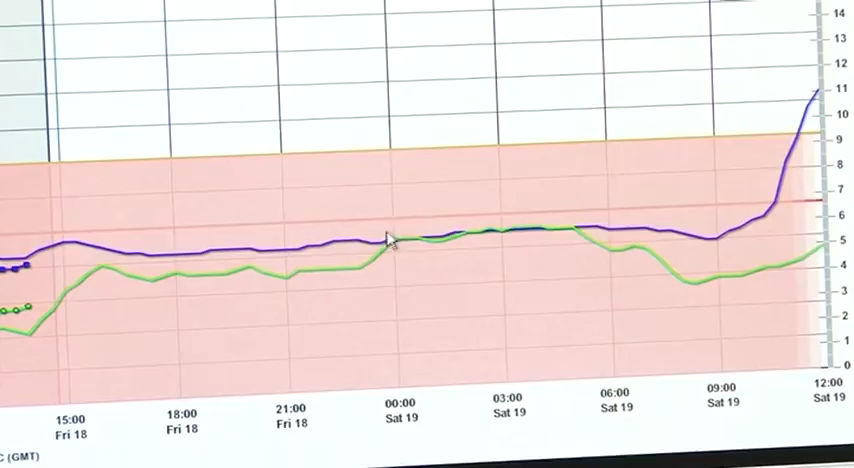 14
13
12
11
10
9
8
7
6
5
4
3
2
1
0
15:00
Fri 18
18:00
Fri 18
21:00
Fri 18
00:00
Sat 19
03:00
Sat 19
06:00
Sat 19
09:00
Sat 19
12:00
Sat 19
C (GMT)